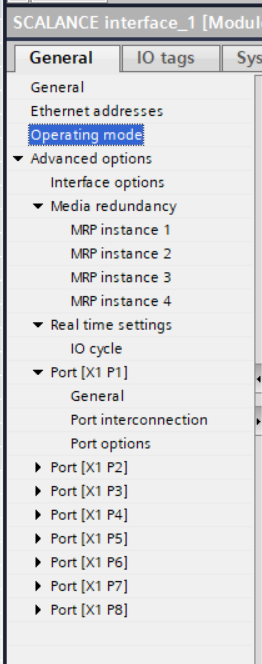 SCALANCE interface_1 [Modul
General
IO tags
Sys
General
Ethernet addresses
Operating mode
Advanced options
Interface options
Media redundancy
MRP instance 1
MRP instance 2
MRP instance 3
MRP instance 4
Real time settings
IO cycle
Port [X1 P1]
General
Port interconnection
Port options
Port [X1 P2]
Port [X1 P3]
Port [X1 P4]
Port [X1 P5]
Port [X1 P6]
Port [X1 P7]
Port [X1 P8]